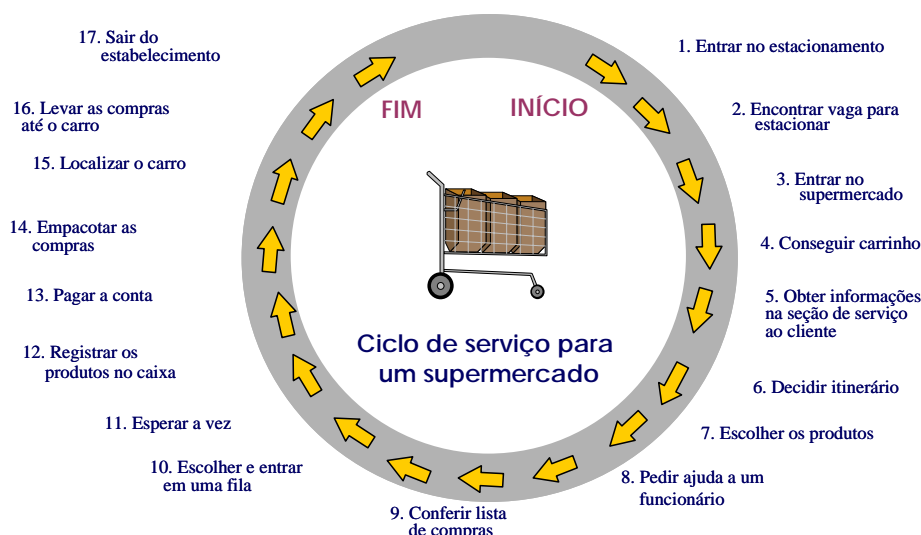 INÍCIO
1. Entrar no estacionamento
2. Encontrar vaga para
estacionar
3. Entrar no
supermercado
4. Conseguir carrinho
5. Obter informações
na seção de serviço
ao cliente
6. Decidir itinerário
7. Escolher os produtos
8. Pedir ajuda a um
funcionário
9. Conferir lista
de compras
10. Escolher e entrar
em uma fila
11. Esperar a vez
12. Registrar os
produtos no caixa
13. Pagar a conta
14. Empacotar as
compras
15. Localizar o carro
16. Levar as compras
até o carro
17. Sair do
estabelecimento
FIM
Ciclo de serviço para
um supermercado